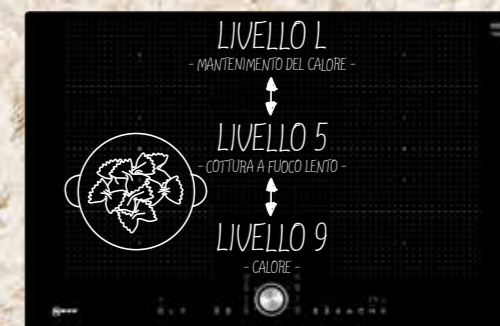 LIVELLO L
- MANTENIMENTO DEL CALORE -
LIVELLO 5
- COTTURA A FUOCO LENTO -
LIVELLO 9
- CALORE -